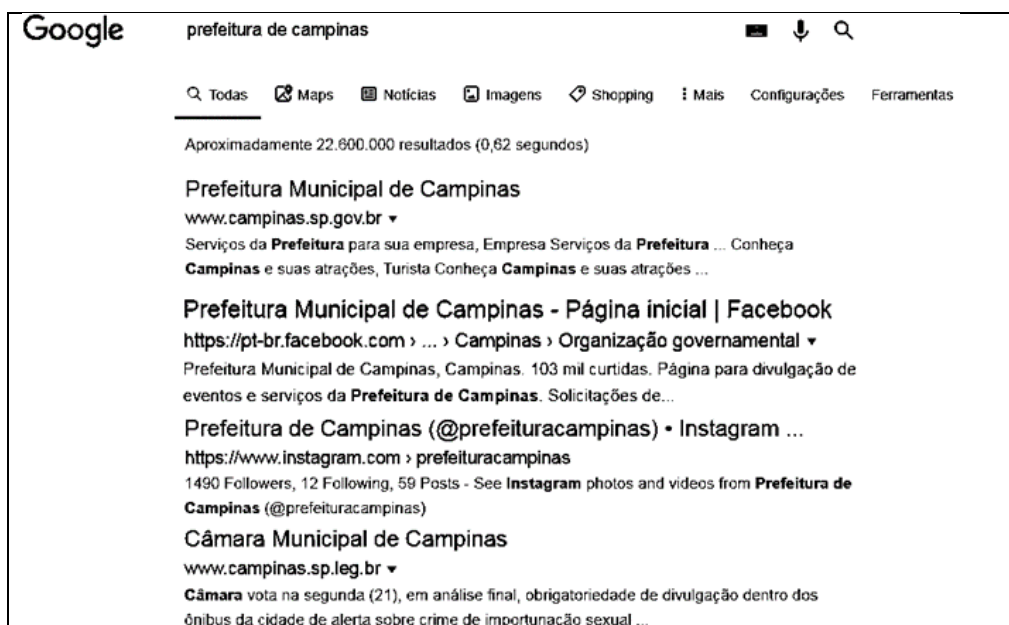 Google prefeitura de campinas
Todas Maps Notícias Imagens Shopping Mais Configurações Ferramentas
Aproximadamente 22.600.000 resultados (0,62 segundos)
Prefeitura Municipal de Campinas
www.campinas.sp.gov.br
Serviços da Prefeitura para sua empresa, Empresa Serviços da Prefeitura ... Conheça
Campinas e suas atrações, Turista Conheça Campinas e suas atrações ...
Prefeitura Municipal de Campinas - Página inicial | Facebook
https://pt-br.facebook.com › ... › Campinas › Organização governamental
Prefeitura Municipal de Campinas, Campinas. 103 mil curtidas. Página para divulgação de
eventos e serviços da Prefeitura de Campinas. Solicitações de...
Prefeitura de Campinas (@prefeituracampinas) • Instagram ...
https://www.instagram.com › prefeituracampinas
1490 Followers, 12 Following, 59 Posts - See Instagram photos and videos from Prefeitura de
Campinas (@prefeituracampinas)
Câmara Municipal de Campinas
www.campinas.sp.leg.br
Câmara vota na segunda (21), em análise final, obrigatoriedade de divulgação dentro dos
ônibus da cidade de alerta sobre crime de importunação sexual ...